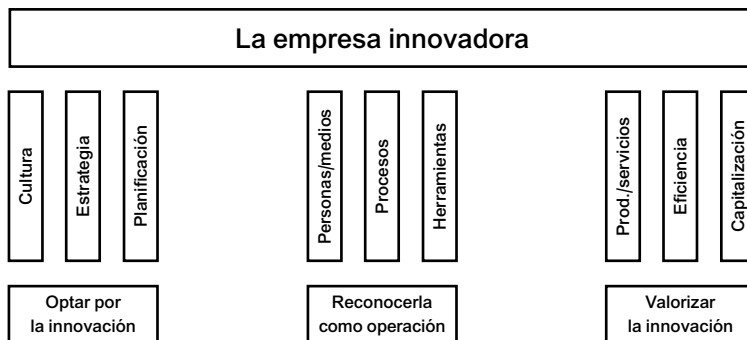 La empresa innovadora
Cultura
Estrategia
Planificación
Personas/medios
Procesos
Herramientas
Prod./servicios
Eficiencia
Capitalización
Optar por
la innovación
Reconocerla
como operación
Valorizar
la innovación